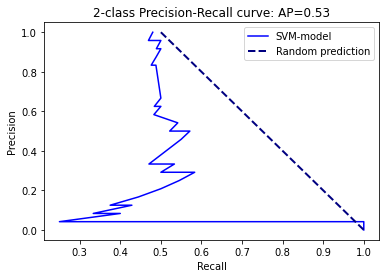 2-class Precision-Recall curve: AP=0.53
SVM-model
Random prediction
Precision
1.0
0.8
0.6
0.4
0.2
0.0
0.3 0.4 0.5 0.6 0.7 0.8 0.9 1.0
Recall